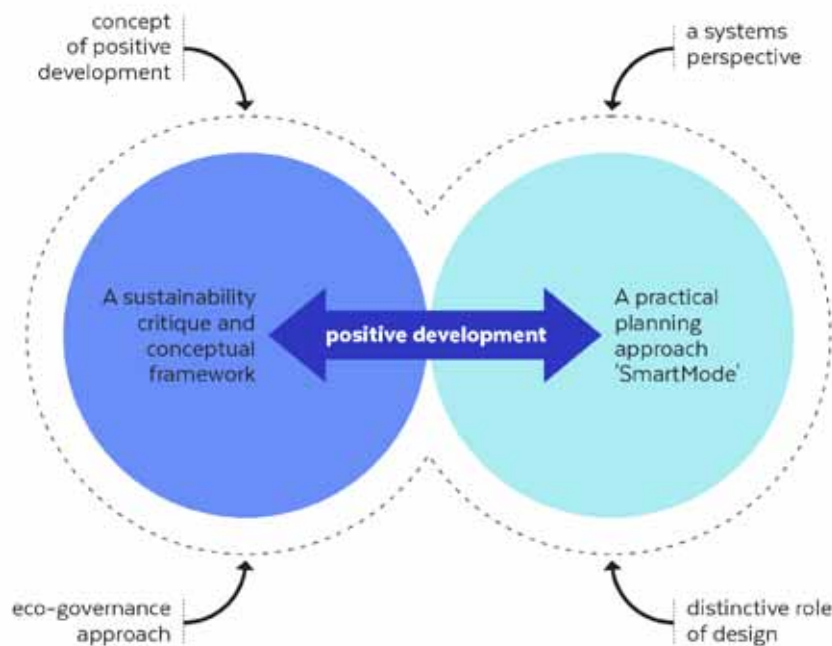 concept
of positive
development
a systems
perspective
A sustainability
critique and
conceptual
framework
positive development
A practical
planning
approach
'SmartMode'
eco-governance
approach
distinctive role
of design